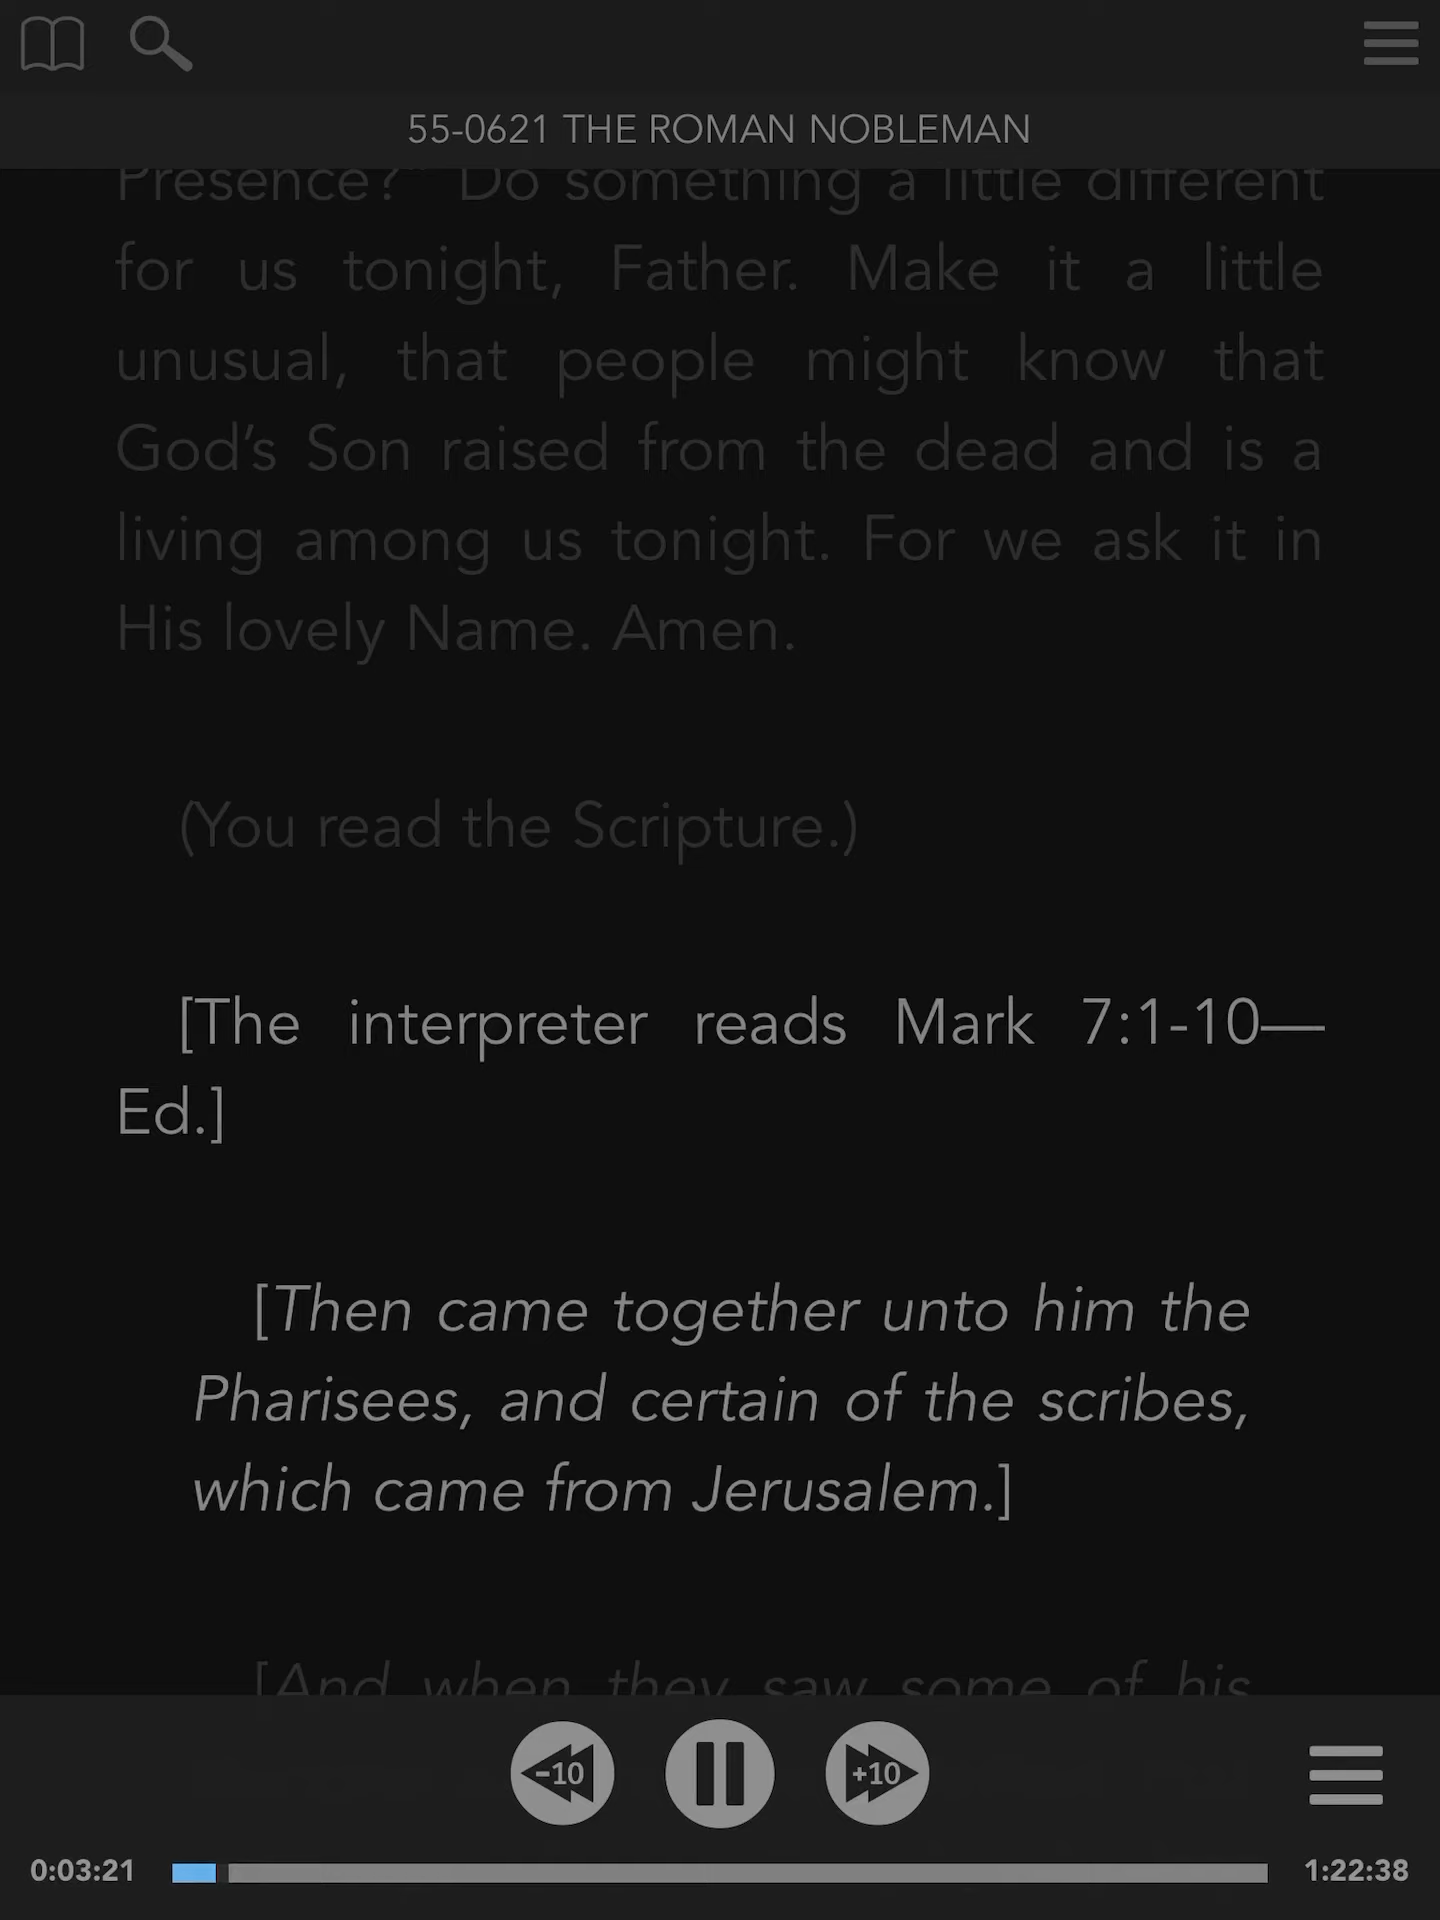 55-0621 THE ROMAN NOBLEMAN
Presence?" Do something a little different
for us tonight, Father. Make it a little
unusual, that people might know that
God's Son raised from the dead and is a
living among us tonight. For we ask it in
His lovely Name. Amen.
(You read the Scripture.)
[The interpreter reads Mark 7:1-10—
Ed.]
[Then came together unto him the
Pharisees, and certain of the scribes,
which came from Jerusalem.]
[And when they saw some of his
-10 +10
0:03:21 1:22:38